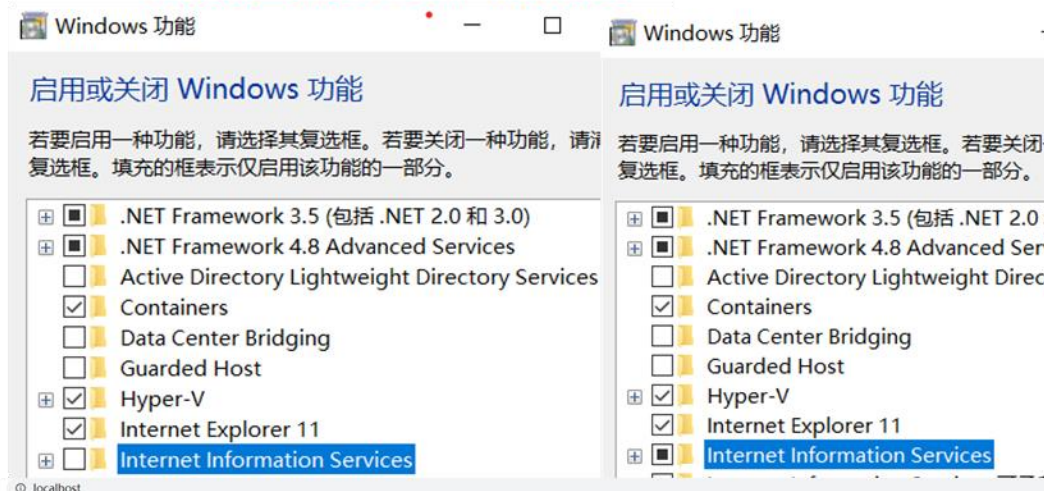 Windows 功能
启用或关闭 Windows 功能
若要启用一种功能，请选择其复选框。若要关闭一种功能，请
复选框。填充的框表示仅启用该功能的一部分。
.NET Framework 3.5 (包括 .NET 2.0 和 3.0)
.NET Framework 4.8 Advanced Services
Active Directory Lightweight Directory Services
Containers
Data Center Bridging
Guarded Host
Hyper-V
Internet Explorer 11
Internet Information Services
Windows 功能
启用或关闭 Windows 功能
若要启用一种功能，请选择其复选框。若要关闭
复选框。填充的框表示仅启用该功能的一部分。
.NET Framework 3.5 (包括 .NET 2.0
.NET Framework 4.8 Advanced Ser
Active Directory Lightweight Direc
Containers
Data Center Bridging
Guarded Host
Hyper-V
Internet Explorer 11
Internet Information Services
localhost